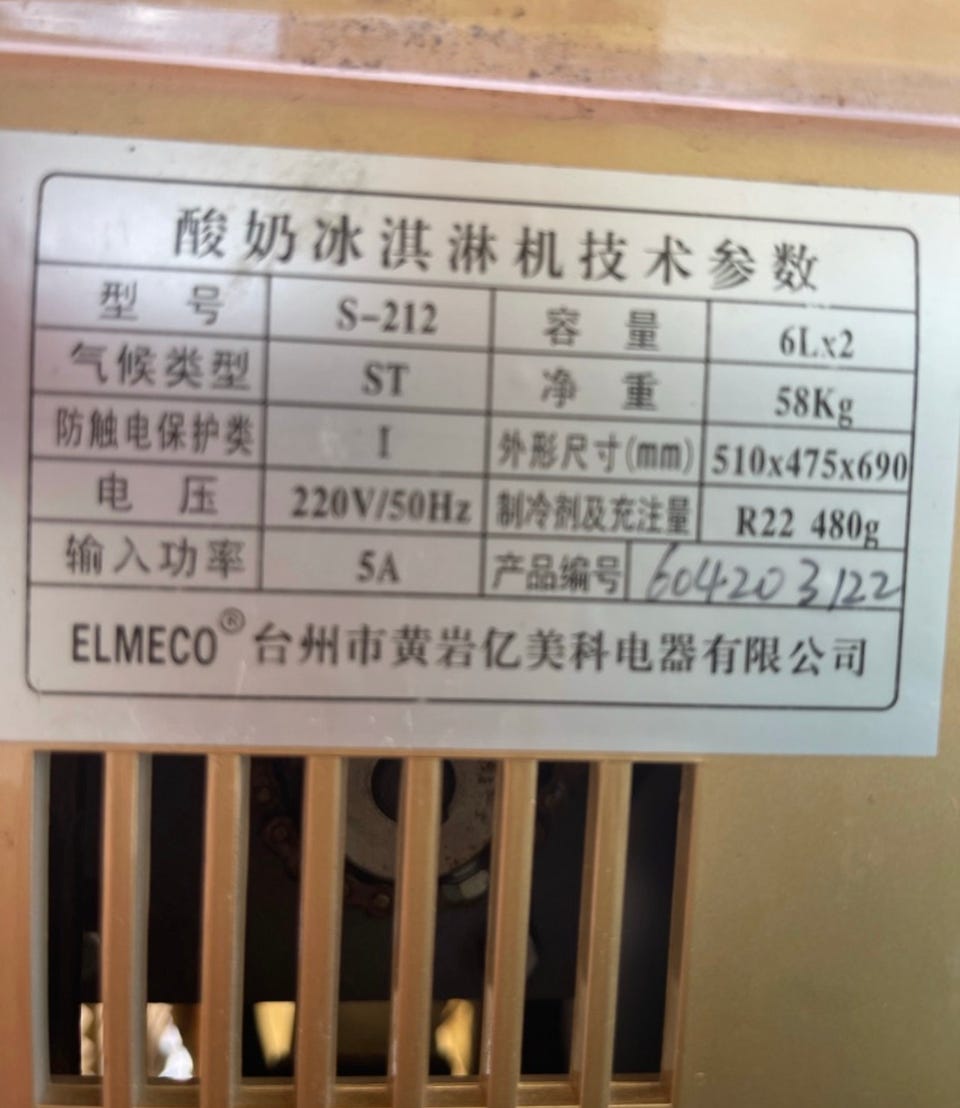 酸奶冰淇淋机技术参数
型 号 S-212 容 量 6Lx2
气候类型 ST 净 重 58Kg
防触电保护类 I 外形尺寸(mm) 510x475x690
电 压 220V/50Hz 制冷剂及充注量 R22 480g
输入功率 5A 产品编号 604203122
ELMECO® 台州市黄岩亿美科电器有限公司